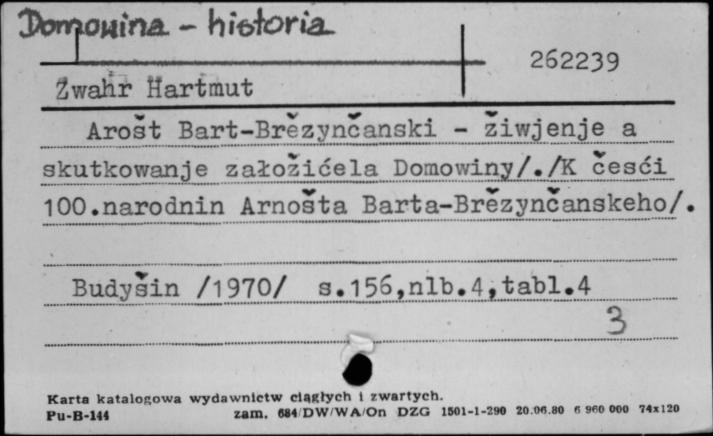 Domowina - historia
262239
Zwahr Hartmut
Arošt Bart-Brězynčanski - žiwjenje a
skutkowanje założićela Domowiny/./K česći
100.narodnin Arnošta Barta-Brězynčanskeho/.
Budyšin /1970/ s.156,nlb.4,tabl.4
3
Karta katalogowa wydawnictw ciągłych i zwartych.
Pu-B-144 zam. 684/DW/WA/On DZG 1501-1-290 20.06.80 6 960 000 74x120